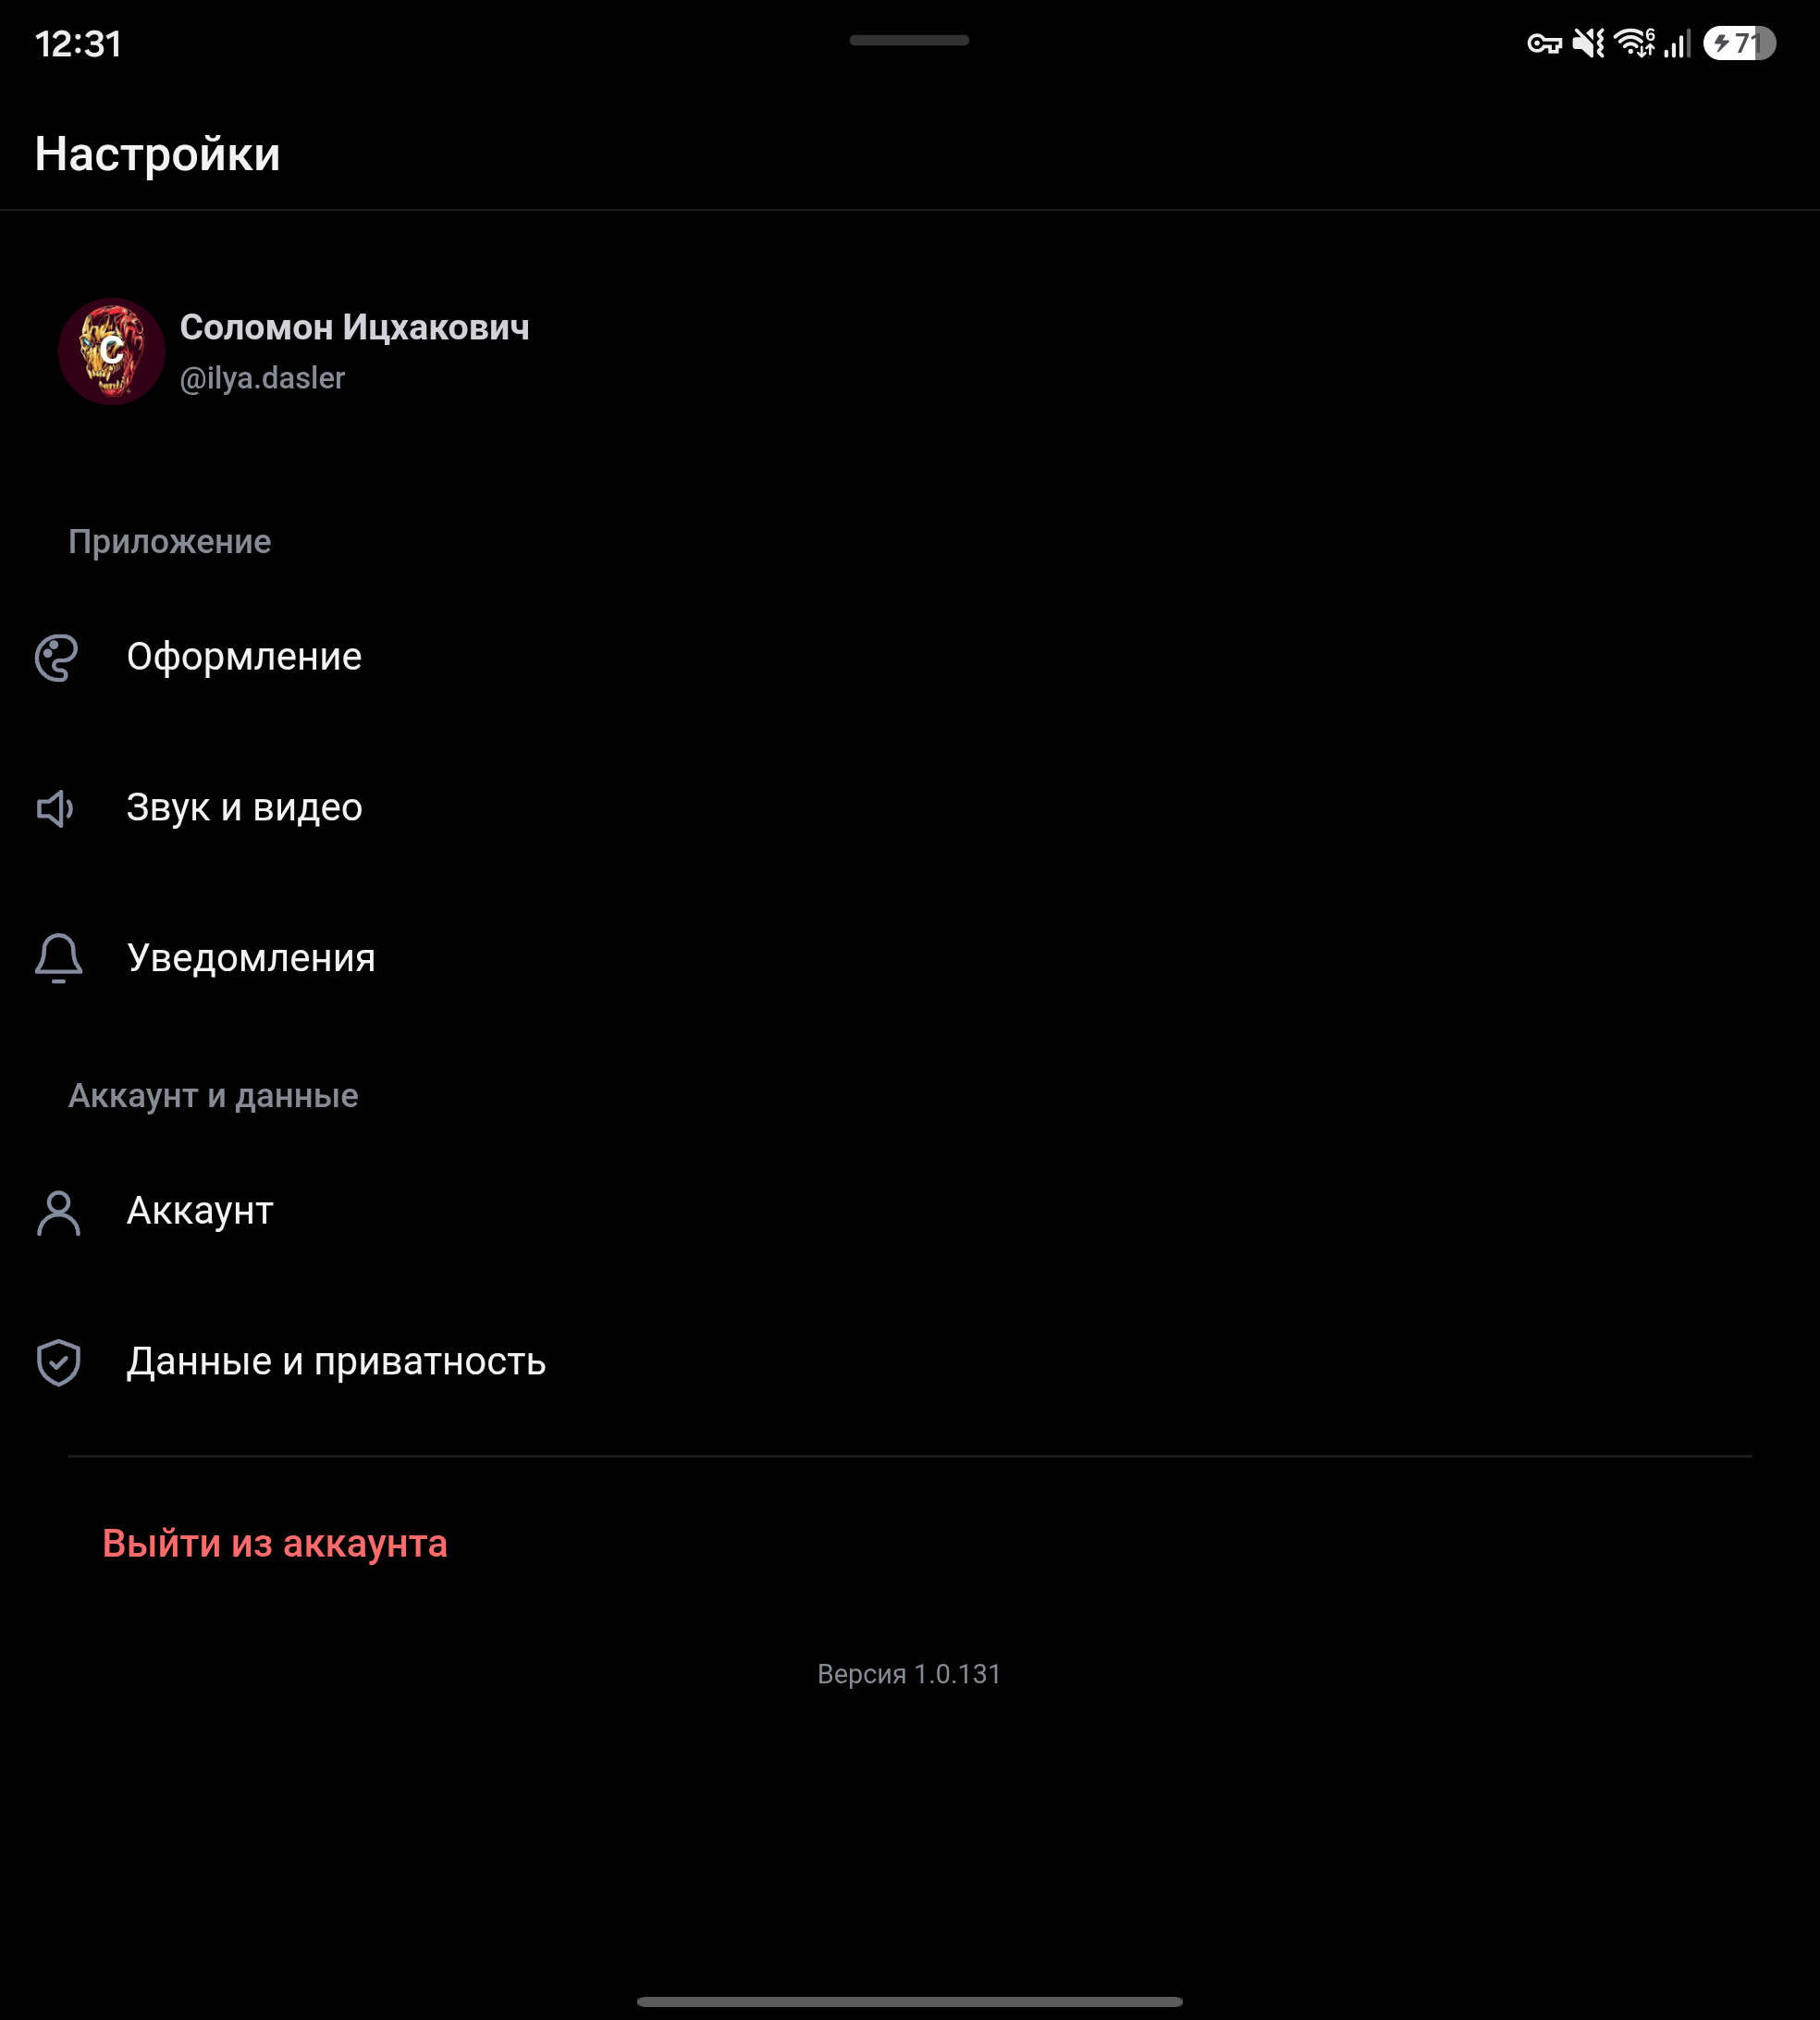 12:31
6
71
Настройки
С
Соломон Ицхакович
@ilya.dasler
Приложение
Оформление
Звук и видео
Уведомления
Аккаунт и данные
Аккаунт
Данные и приватность
Выйти из аккаунта
Версия 1.0.131